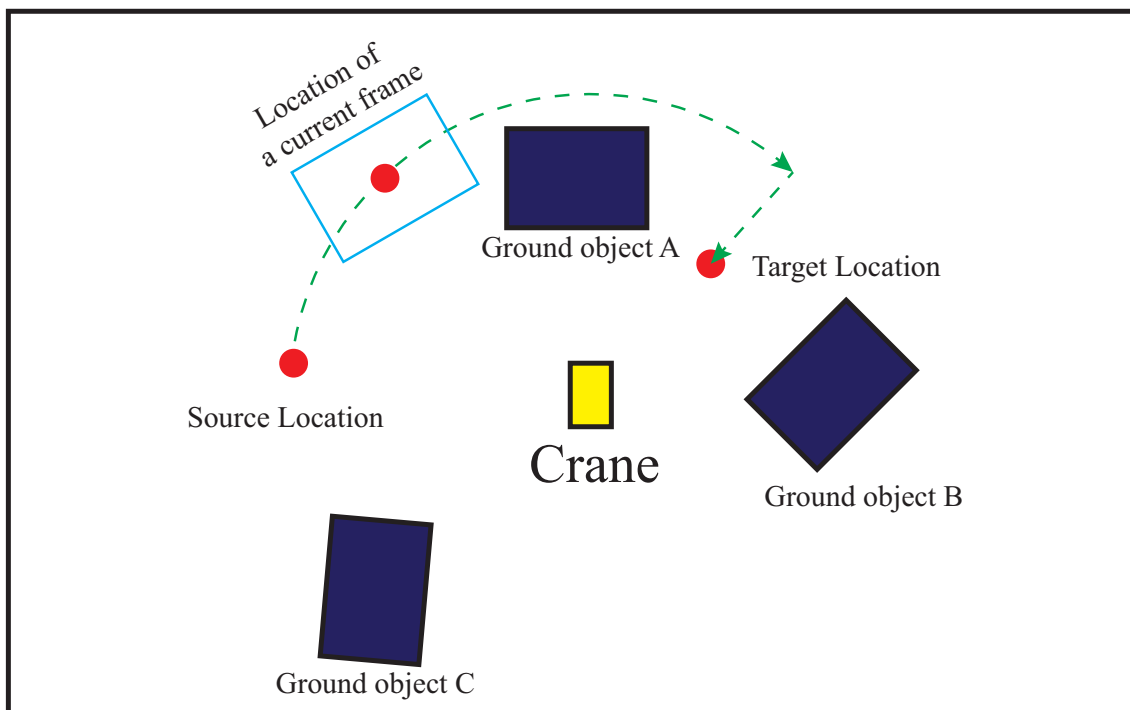 Location of
a current frame
Ground object A
Target Location
Source Location
Crane
Ground object B
Ground object C